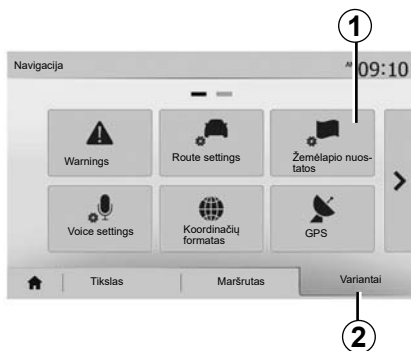 1
Navigacija
AM 09:10
Warnings
Route settings
Žemėlapio nuos-
tatos
Voice settings
Koordinačių
formatas
GPS
Tikslas
Maršrutas
Variantai
2